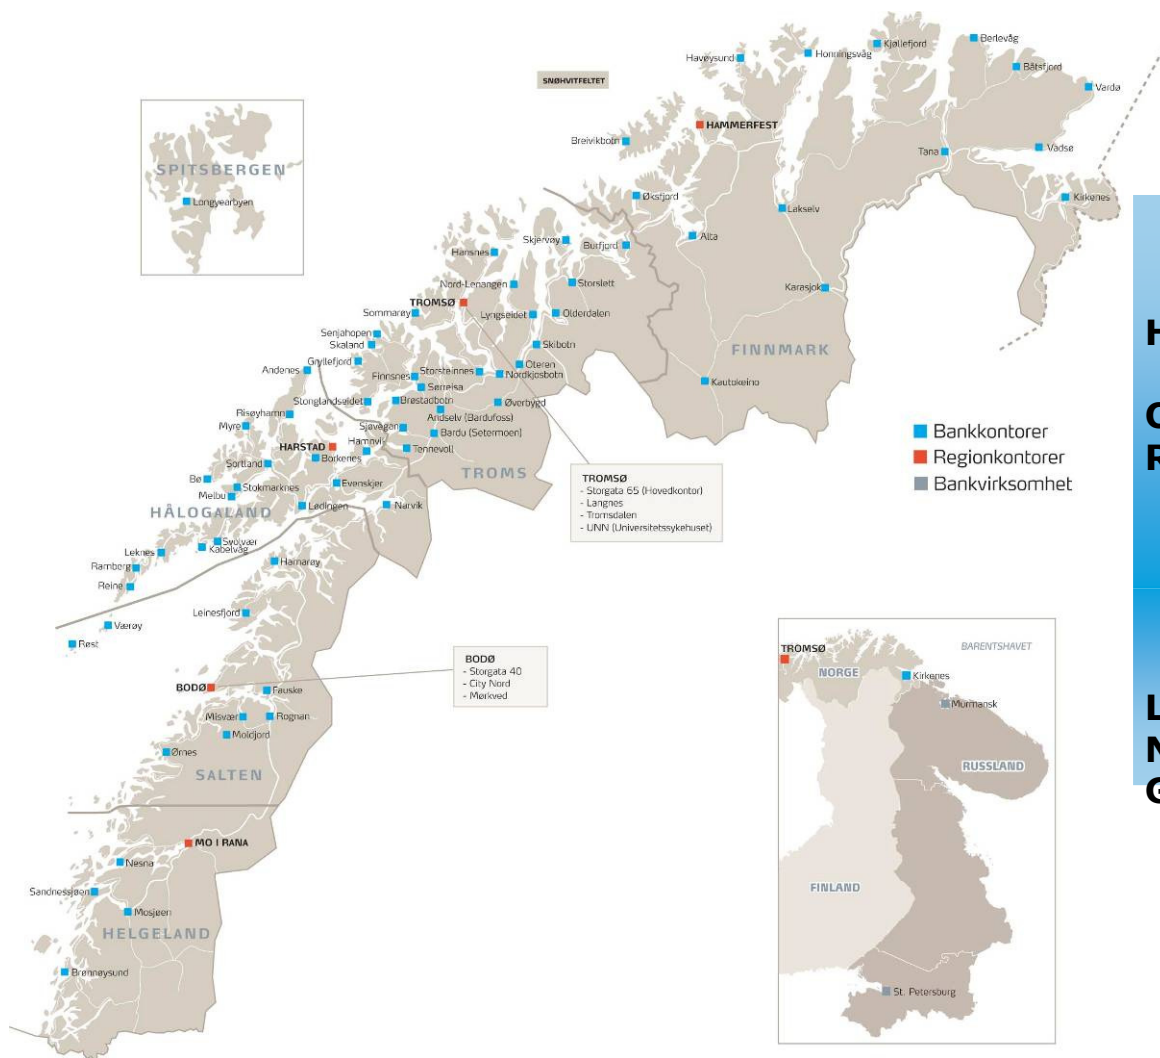 SNØHVITFELTET
Havøysund
Honningsvåg
Kjøllefjord
Berlevåg
Båtsfjord
Vardø
HAMMERFEST
Breivikbotn
Tana
Vadsø
SPITSBERGEN
Longyearbyen
Øksfjord
Lakselv
Kirkenes
Skjervøy
Burfjord
Alta
Hansnes
Nord-Lenangen
Storslett
Karasjok
TROMSØ
Sommarøy
Lyngseidet
Olderdalen
Senjahopen
Skaland
Skibotn
FINNMARK
Gryllefjord
Andenes
Finnsnes
Storsteinnes
Oteren
Nordkjosbotn
Kautokeino
Sørreisa
Stonglandseidet
Brøstadbotn
Øverbygd
Risøyhamn
Andselv (Bardufoss)
Myre
Sjøvegan
Bardu (Setermoen)
HARSTAD
Hamnvik
Tennevoll
Borkenes
Sortland
TROMS
Bø
Stokmarknes
Evenskjer
Melbu
HÅLOGALAND
Lødingen
Narvik
Svolvær
Kabelvåg
Leknes
Ramberg
Reine
Hamarøy
Leinesfjord
Værøy
Røst
TROMSØ
- Storgata 65 (Hovedkontor)
- Langnes
- Tromsdalen
- UNN (Universitetssykehuset)
Bankkontorer
Regionkontorer
Bankvirksomhet
BODØ
- Storgata 40
- City Nord
- Mørkved
BODØ
Fauske
Misvær
Rognan
Moldjord
Ørnes
SALTEN
MO I RANA
Nesna
Sandnessjøen
Mosjøen
HELGELAND
Brønnøysund
TROMSØ
BARENTSHAVET
NORGE
Kirkenes
Murmansk
RUSSLAND
FINLAND
St. Petersburg
H
R
L
N
G